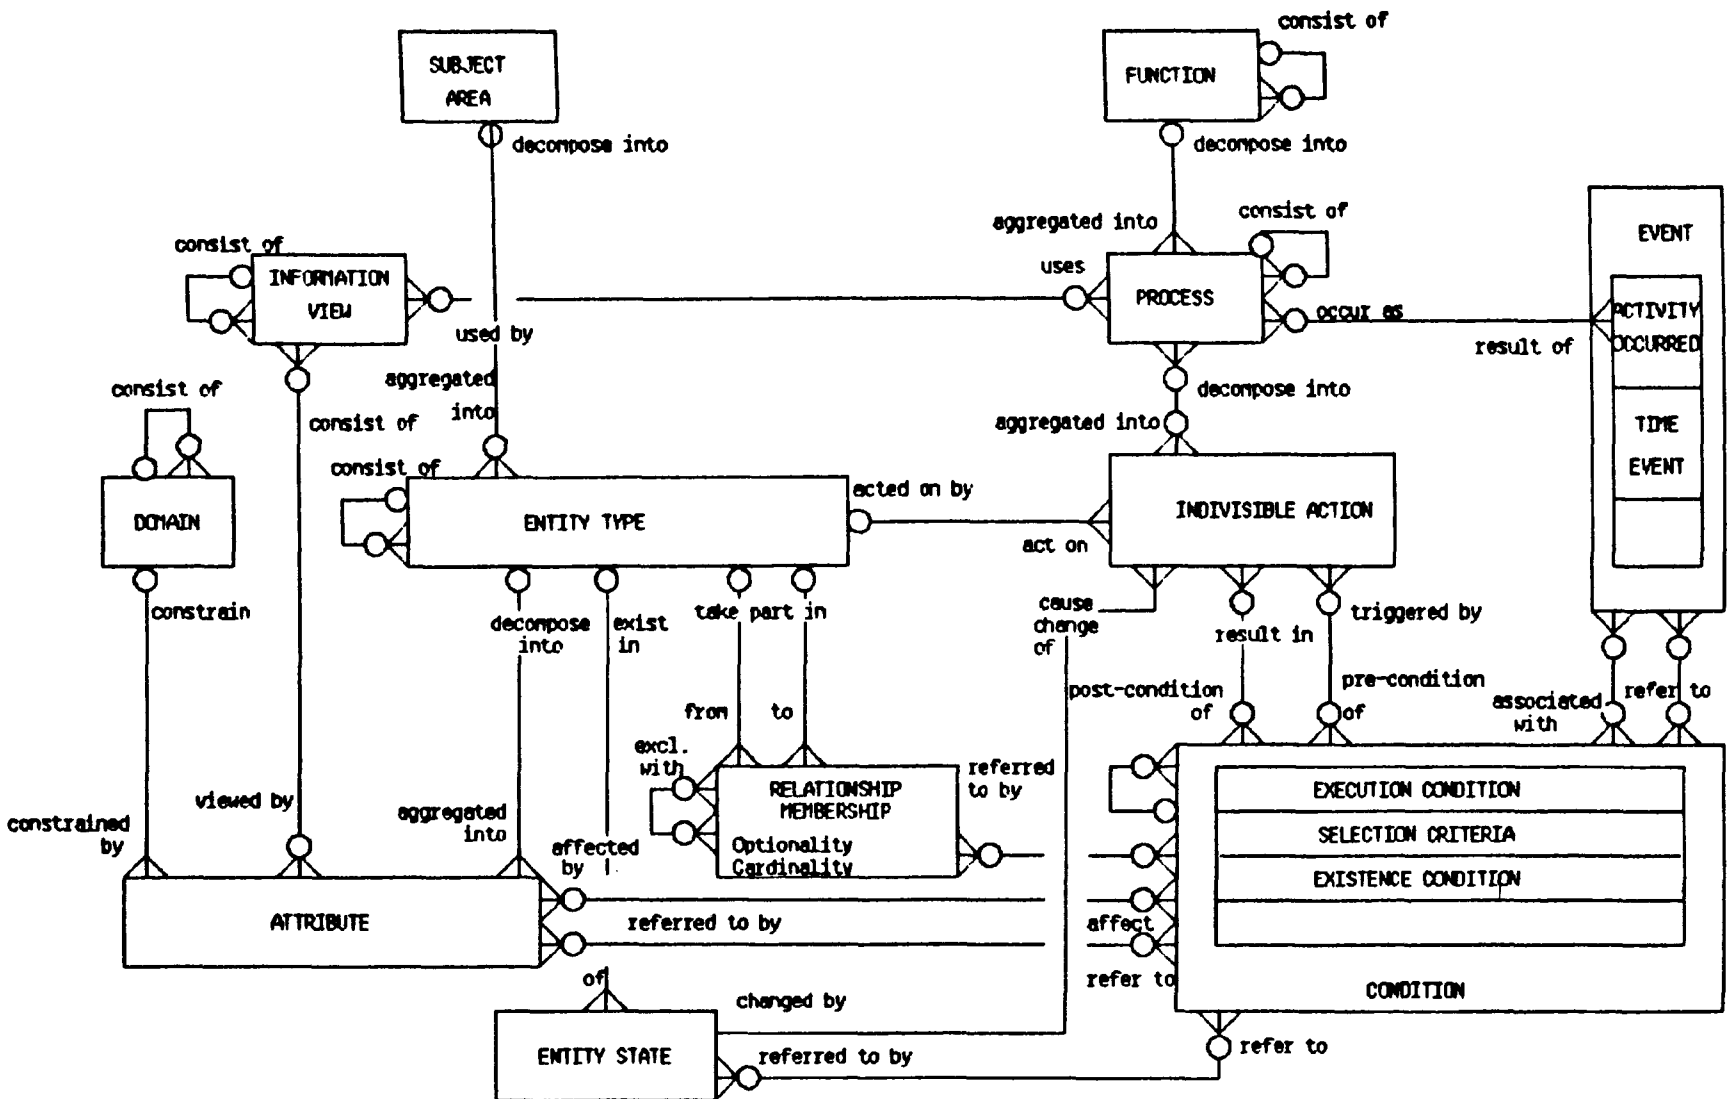 consist of
SUBJECT
AREA
FUNCTION
decompose into
decompose into
aggregated into
consist of
EVENT
consist of
INFORMATION
VIEW
uses
PROCESS
used by
occur as
result of
ACTIVITY
OCCURRED
aggregated
into
decompose into
consist of
consist of
aggregated into
TIME
EVENT
consist of
acted on by
DOMAIN
ENTITY TYPE
INDIVISIBLE ACTION
act on
constrain
decompose
into
exist
in
take part in
cause
change
of
result in
triggered by
post-condition
of
pre-condition
of
associated
with
refer to
from
to
excl.
with
RELATIONSHIP
MEMBERSHIP
Optionality
Cardinality
referred
to by
EXECUTION CONDITION
SELECTION CRITERIA
EXISTENCE CONDITION
CONDITION
constrained
by
viewed by
aggregated
into
affected
by
ATTRIBUTE
referred to by
affect
refer to
of
changed by
ENTITY STATE
referred to by
refer to